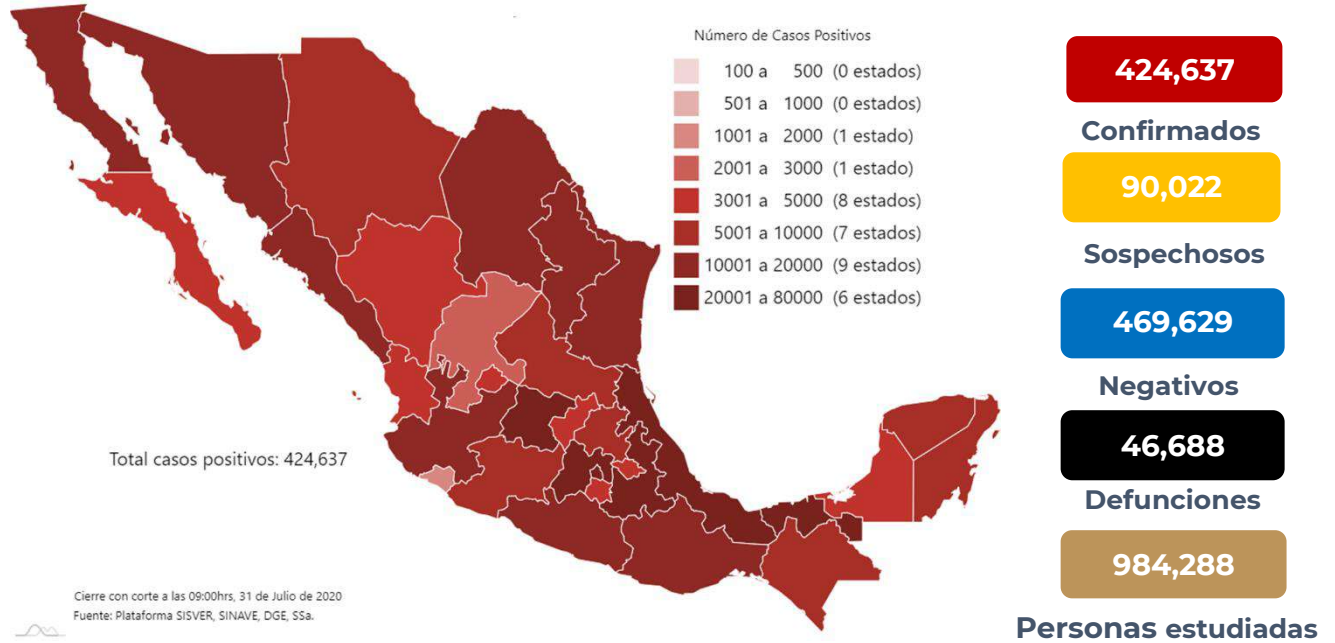 Número de Casos Positivos
100 a 500 (0 estados)
501 a 1000 (0 estados)
1001 a 2000 (1 estado)
2001 a 3000 (1 estado)
3001 a 5000 (8 estados)
5001 a 10000 (7 estados)
10001 a 20000 (9 estados)
20001 a 80000 (6 estados)
Total casos positivos: 424,637
Cierre con corte a las 09:00hrs, 31 de Julio de 2020
Fuente: Plataforma SISVER, SINAVE, DGE, SSa.
424,637
Confirmados
90,022
Sospechosos
469,629
Negativos
46,688
Defunciones
984,288
Personas estudiadas